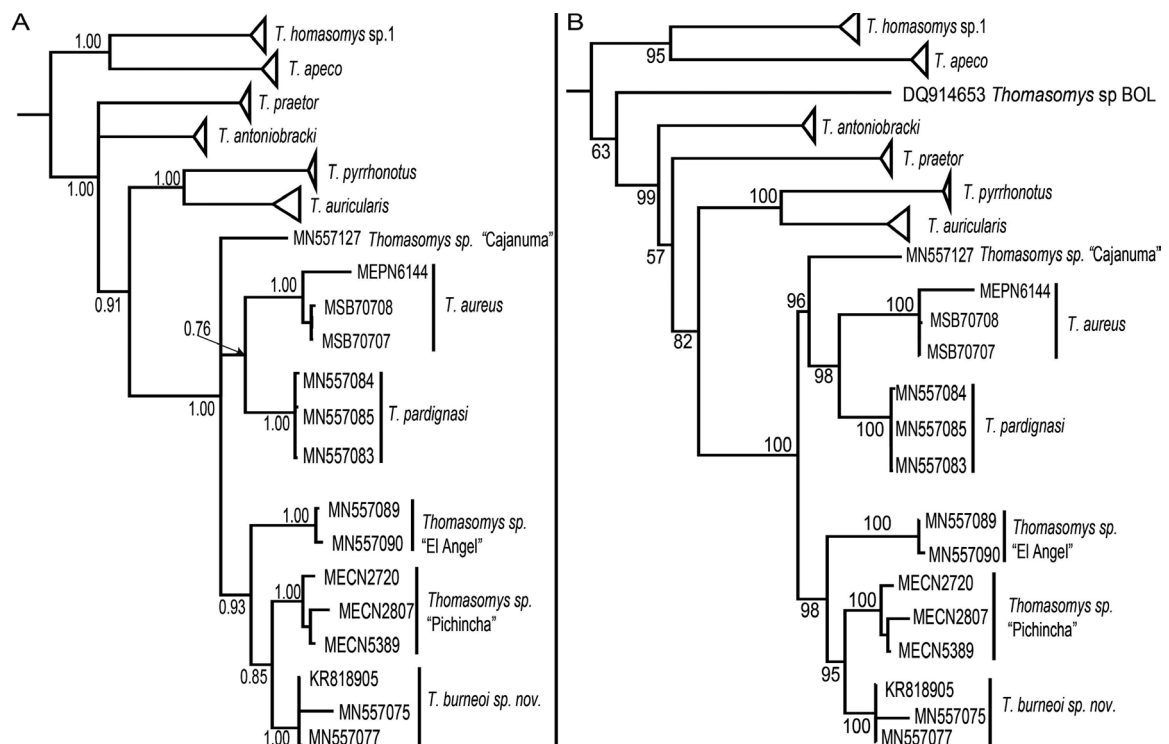 A
T. homasomys sp.1
1.00
T. apeco
T. praetor
T. antoniobracki
1.00
T. pyrrhonotus
1.00
T. auricularis
MN557127 Thomasomys sp. “Cajanuma”
0.91
MEPN6144
1.00
MSB70708
T. aureus
MSB70707
0.76
MN557084
1.00
MN557085
T. pardignasi
1.00
MN557083
MN557089
Thomasomys sp.
1.00
MN557090
“El Angel”
0.93
MECN2720
1.00
Thomasomys sp.
MECN2807
“Pichincha”
MECN5389
0.85
KR818905
MN557075
T. burneoi sp. nov.
1.00
MN557077
B
T. homasomys sp.1
95
T. apeco
DQ914653 Thomasomys sp BOL
63
T. antoniobracki
T. praetor
99
T. pyrrhonotus
100
T. auricularis
57
MN557127 Thomasomys sp. “Cajanuma”
MEPN6144
96
100
MSB70708
T. aureus
82
MSB70707
98
MN557084
MN557085
T. pardignasi
100
100
MN557083
MN557089
Thomasomys sp.
100
MN557090
“El Angel”
98
MECN2720
100
Thomasomys sp.
MECN2807
“Pichincha”
MECN5389
95
KR818905
MN557075
T. burneoi sp. nov.
100
MN557077